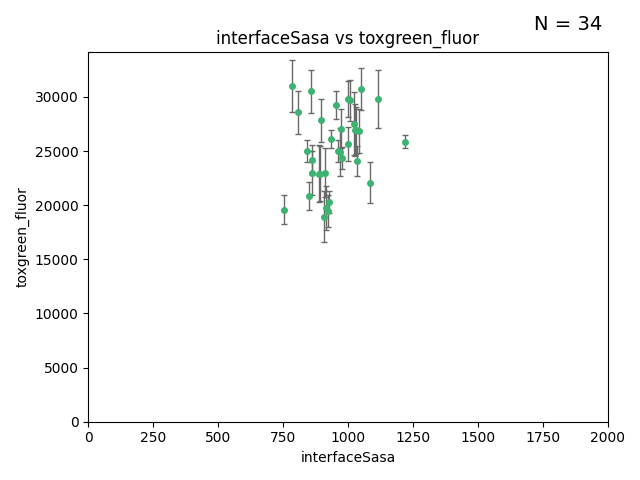 N = 34
interfaceSasa vs toxgreen_fluor
toxgreen_fluor
30000
25000
20000
15000
10000
5000
0
0 250 500 750 1000 1250 1500 1750 2000
interfaceSasa